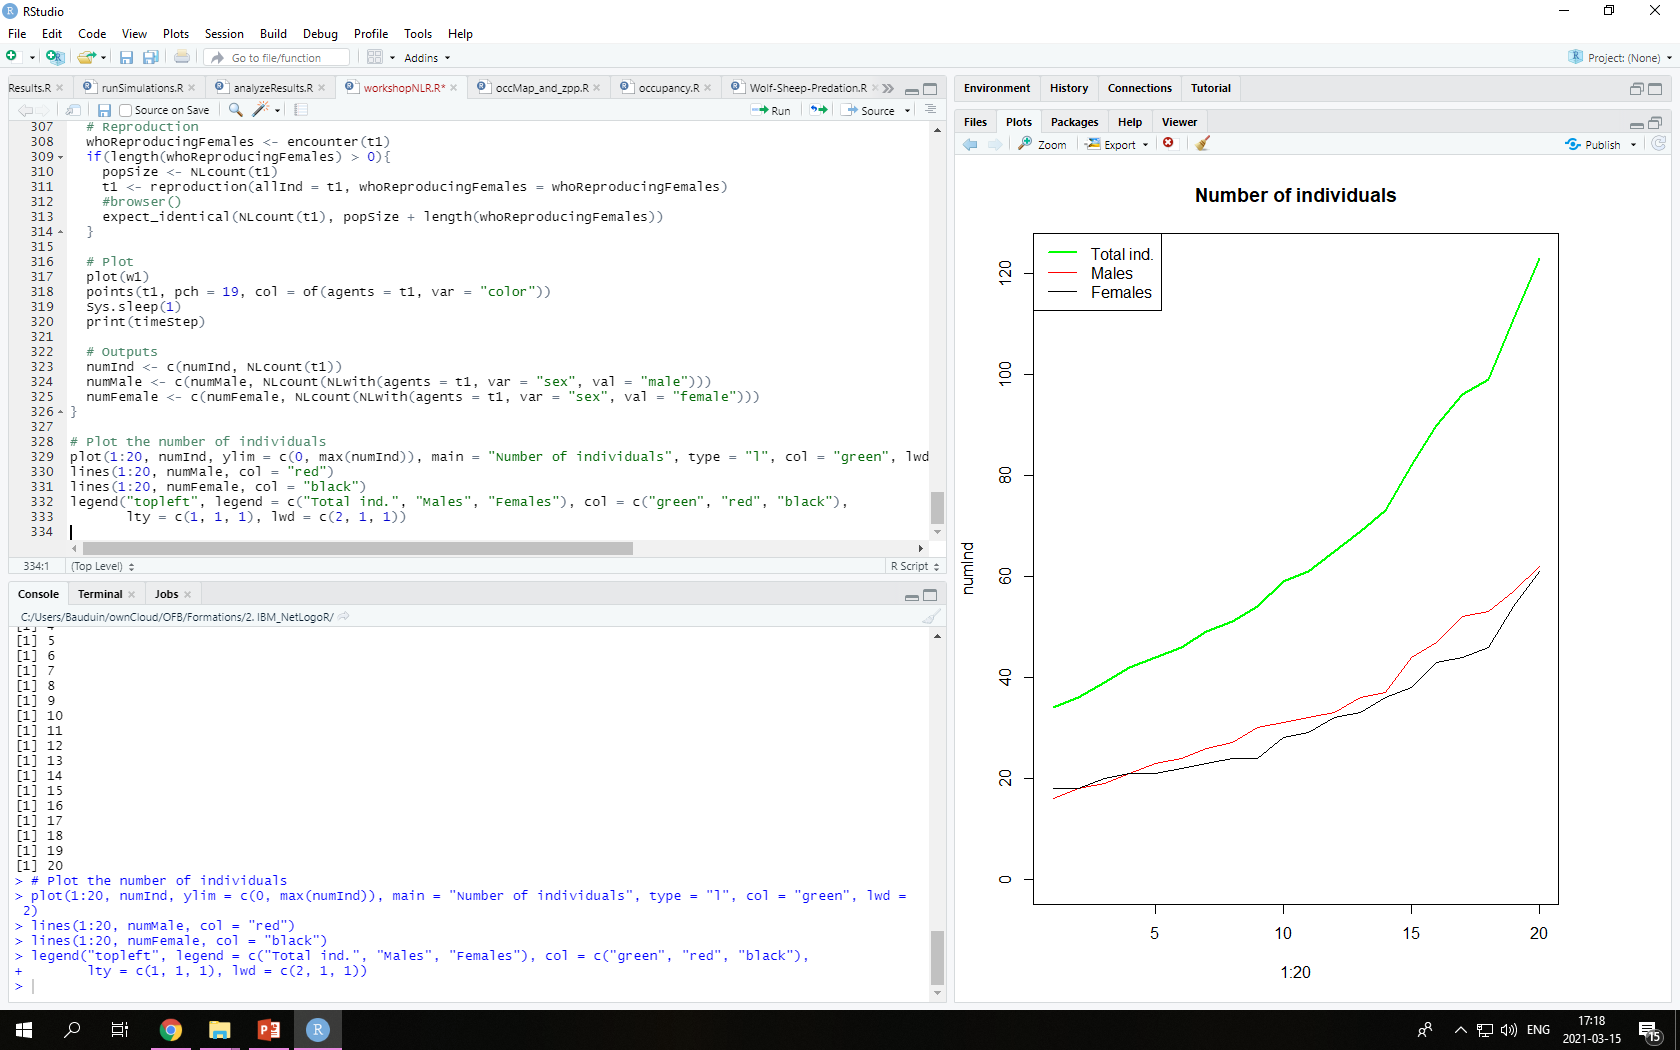 RStudio
File Edit Code View Plots Session Build Debug Profile Tools Help
Go to file/function Addins Project: (None)
Results.R runSimulations.R analyzeResults.R workshopNLR.R* occMap_and_zpp.R occupancy.R Wolf-Sheep-Predation.R
Source on Save Run Source
307 # Reproduction
308 whoReproducingFemales <- encounter(t1)
309 if(length(whoReproducingFemales) > 0){
310 popSize <- NLcount(t1)
311 t1 <- reproduction(allInd = t1, whoReproducingFemales = whoReproducingFemales)
312 #browser()
313 expect_identical(NLcount(t1), popSize + length(whoReproducingFemales))
314 }
315
316 # Plot
317 plot(w1)
318 points(t1, pch = 19, col = of(agents = t1, var = "color"))
319 Sys.sleep(1)
320 print(timeStep)
321
322 # Outputs
323 numInd <- c(numInd, NLcount(t1))
324 numMale <- c(numMale, NLcount(NLwith(agents = t1, var = "sex", val = "male")))
325 numFemale <- c(numFemale, NLcount(NLwith(agents = t1, var = "sex", val = "female")))
326 }
327
328 # Plot the number of individuals
329 plot(1:20, numInd, ylim = c(0, max(numInd)), main = "Number of individuals", type = "l", col = "green", lwd
330 lines(1:20, numMale, col = "red")
331 lines(1:20, numFemale, col = "black")
332 legend("topleft", legend = c("Total ind.", "Males", "Females"), col = c("green", "red", "black"),
333 lty = c(1, 1, 1), lwd = c(2, 1, 1))
334
334:1 (Top Level) R Script
Console Terminal Jobs
C:/Users/Bauduin/ownCloud/OFB/Formations/2. IBM_NetLogoR/
[1] 4
[1] 5
[1] 6
[1] 7
[1] 8
[1] 9
[1] 10
[1] 11
[1] 12
[1] 13
[1] 14
[1] 15
[1] 16
[1] 17
[1] 18
[1] 19
[1] 20
> # Plot the number of individuals
> plot(1:20, numInd, ylim = c(0, max(numInd)), main = "Number of individuals", type = "l", col = "green", lwd =
2)
> lines(1:20, numMale, col = "red")
> lines(1:20, numFemale, col = "black")
> legend("topleft", legend = c("Total ind.", "Males", "Females"), col = c("green", "red", "black"),
+ lty = c(1, 1, 1), lwd = c(2, 1, 1))
>
Environment History Connections Tutorial
Files Plots Packages Help Viewer
Zoom Export Publish
Number of individuals
Total ind.
Males
Females
120
100
80
60
40
20
0
numInd
5 10 15 20
1:20
ENG
17:18
2021-03-15
15